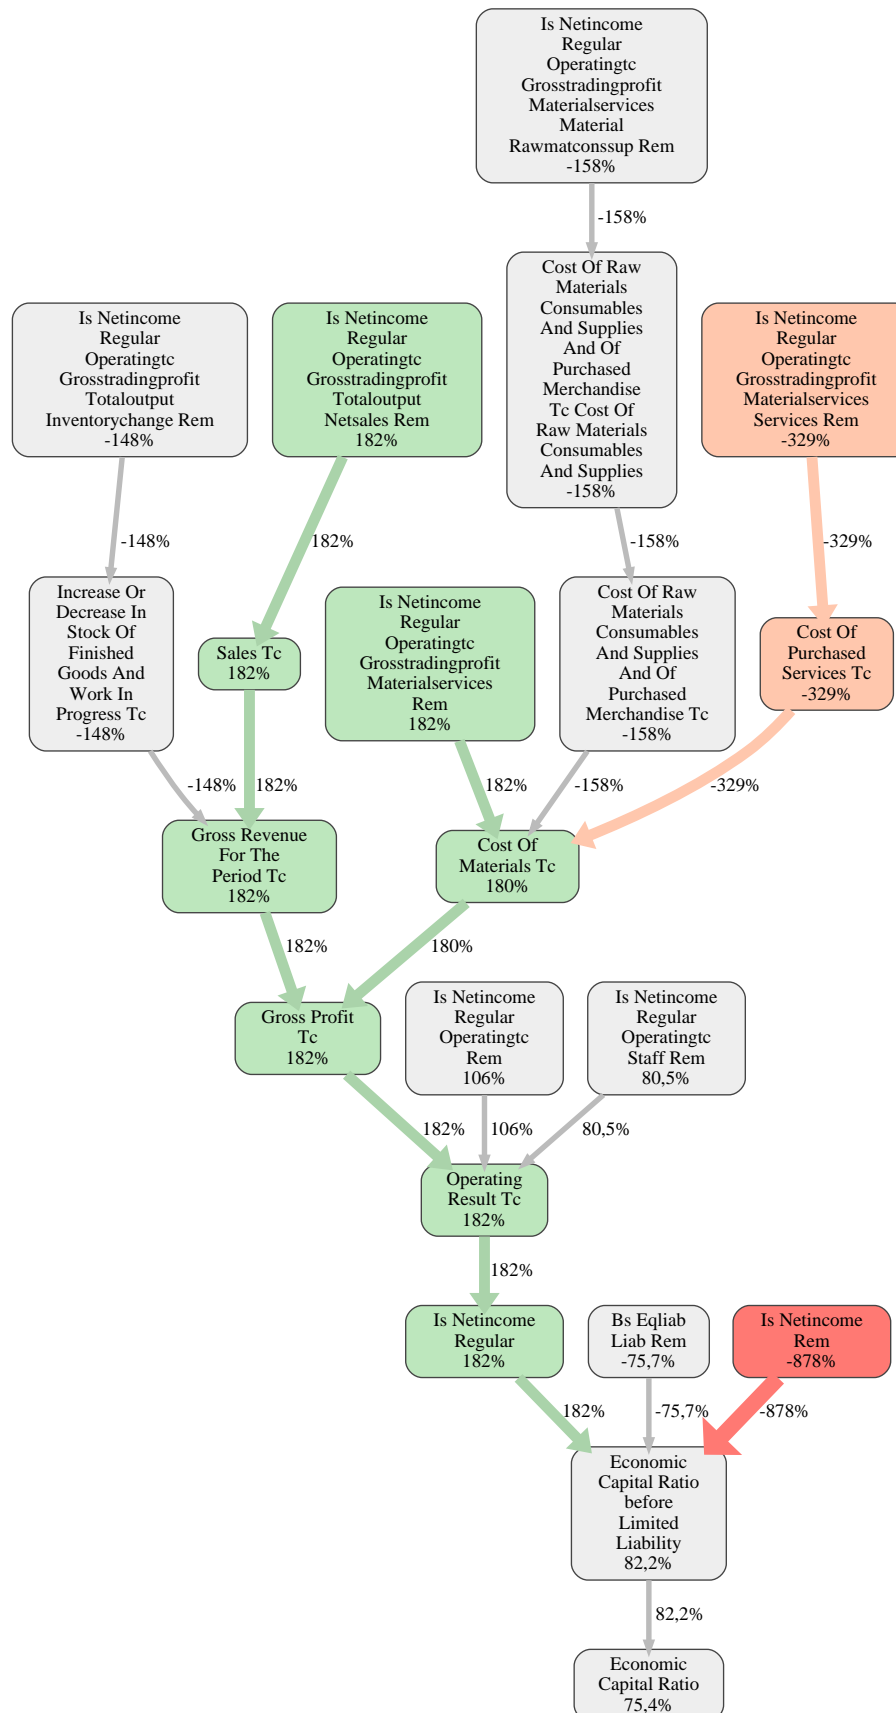 Is Netincome
Regular
Operatingtc
Grosstradingprofit
Materialservices
Material
Rawmatconssup Rem
-158%
-158%
Is Netincome
Regular
Operatingtc
Grosstradingprofit
Totaloutput
Inventorychange Rem
-148%
Is Netincome
Regular
Operatingtc
Grosstradingprofit
Totaloutput
Netsales Rem
182%
Cost Of Raw
Materials
Consumables
And Supplies
And Of
Purchased
Merchandise
Tc Cost Of
Raw Materials
Consumables
And Supplies
-158%
Is Netincome
Regular
Operatingtc
Grosstradingprofit
Materialservices
Services Rem
-329%
-148%
182%
-158%
-329%
Increase Or
Decrease In
Stock Of
Finished
Goods And
Work In
Progress Tc
-148%
Sales Tc
182%
Is Netincome
Regular
Operatingtc
Grosstradingprofit
Materialservices
Rem
182%
Cost Of Raw
Materials
Consumables
And Supplies
And Of
Purchased
Merchandise Tc
-158%
Cost Of
Purchased
Services Tc
-329%
-148%
182%
182%
-158%
-329%
Gross Revenue
For The
Period Tc
182%
Cost Of
Materials Tc
180%
182%
180%
Gross Profit
Tc
182%
Is Netincome
Regular
Operatingtc
Rem
106%
Is Netincome
Regular
Operatingtc
Staff Rem
80,5%
182%
106%
80,5%
Operating
Result Tc
182%
182%
Is Netincome
Regular
182%
Bs Eqliab
Liab Rem
-75,7%
Is Netincome
Rem
-878%
182%
-75,7%
-878%
Economic
Capital Ratio
before
Limited
Liability
82,2%
82,2%
Economic
Capital Ratio
75,4%